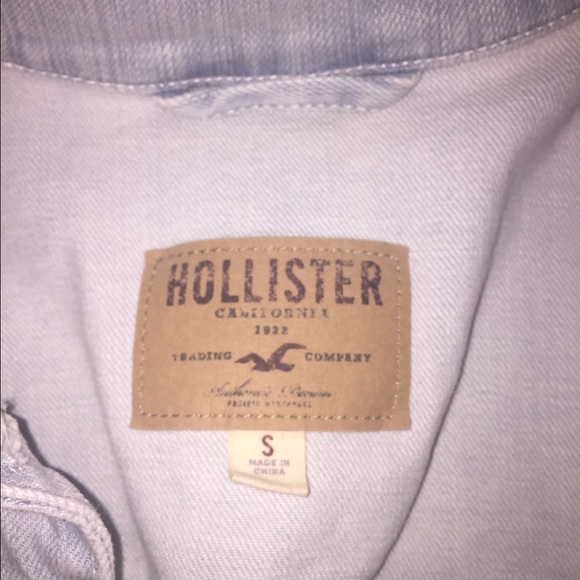 HOLLISTER
CALIFORNIA
1922
TRADING COMPANY
S
MADE IN
CHINA